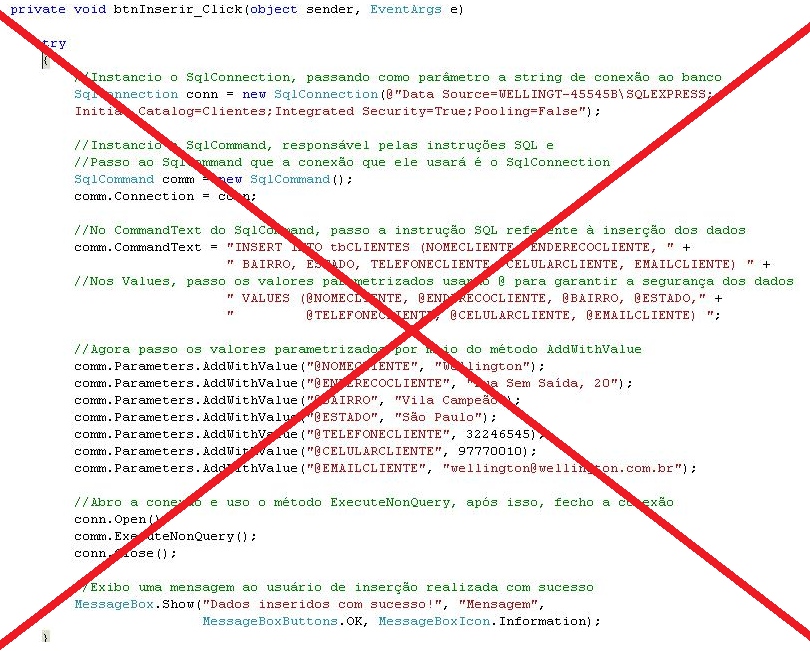 private void btnInserir_Click(object sender, EventArgs e)
try
{
//Instancio o SqlConnection, passando como parâmetro a string de conexão ao banco
SqlConnection conn = new SqlConnection(@"Data Source=WELLINGT-45545B\SQLEXPRESS;
Initial Catalog=Clientes;Integrated Security=True;Pooling=False");
//Instancio o SqlCommand, responsável pelas instruções SQL e
//Passo ao SqlCommand que a conexão que ele usará é o SqlConnection
SqlCommand comm = new SqlCommand();
comm.Connection = conn;
//No CommandText do SqlCommand, passo a instrução SQL referente à inserção dos dados
comm.CommandText = "INSERT INTO tbCLIENTES (NOMECLIENTE, ENDERECOCLIENTE, " +
" BAIRRO, ESTADO, TELEFONECLIENTE, CELULARCLIENTE, EMAILCLIENTE) " +
//Nos Values, passo os valores parametrizados usando @ para garantir a segurança dos dados
" VALUES (@NOMECLIENTE, @ENDERECOCLIENTE, @BAIRRO, @ESTADO," +
" @TELEFONECLIENTE, @CELULARCLIENTE, @EMAILCLIENTE) ";
//Agora passo os valores parametrizados por meio do método AddWithValue
comm.Parameters.AddWithValue("@NOMECLIENTE", "Wellington");
comm.Parameters.AddWithValue("@ENDERECOCLIENTE", "Rua Sem Saída, 20");
comm.Parameters.AddWithValue("@BAIRRO", "Vila Campeão");
comm.Parameters.AddWithValue("@ESTADO", "São Paulo");
comm.Parameters.AddWithValue("@TELEFONECLIENTE", 32246545);
comm.Parameters.AddWithValue("@CELULARCLIENTE", 97770010);
comm.Parameters.AddWithValue("@EMAILCLIENTE", "wellington@wellington.com.br");
//Abro a conexão e uso o método ExecuteNonQuery, após isso, fecho a conexão
conn.Open();
comm.ExecuteNonQuery();
conn.Close();
//Exibo uma mensagem ao usuário de inserção realizada com sucesso
MessageBox.Show("Dados inseridos com sucesso!", "Mensagem",
MessageBoxButtons.OK, MessageBoxIcon.Information);
}